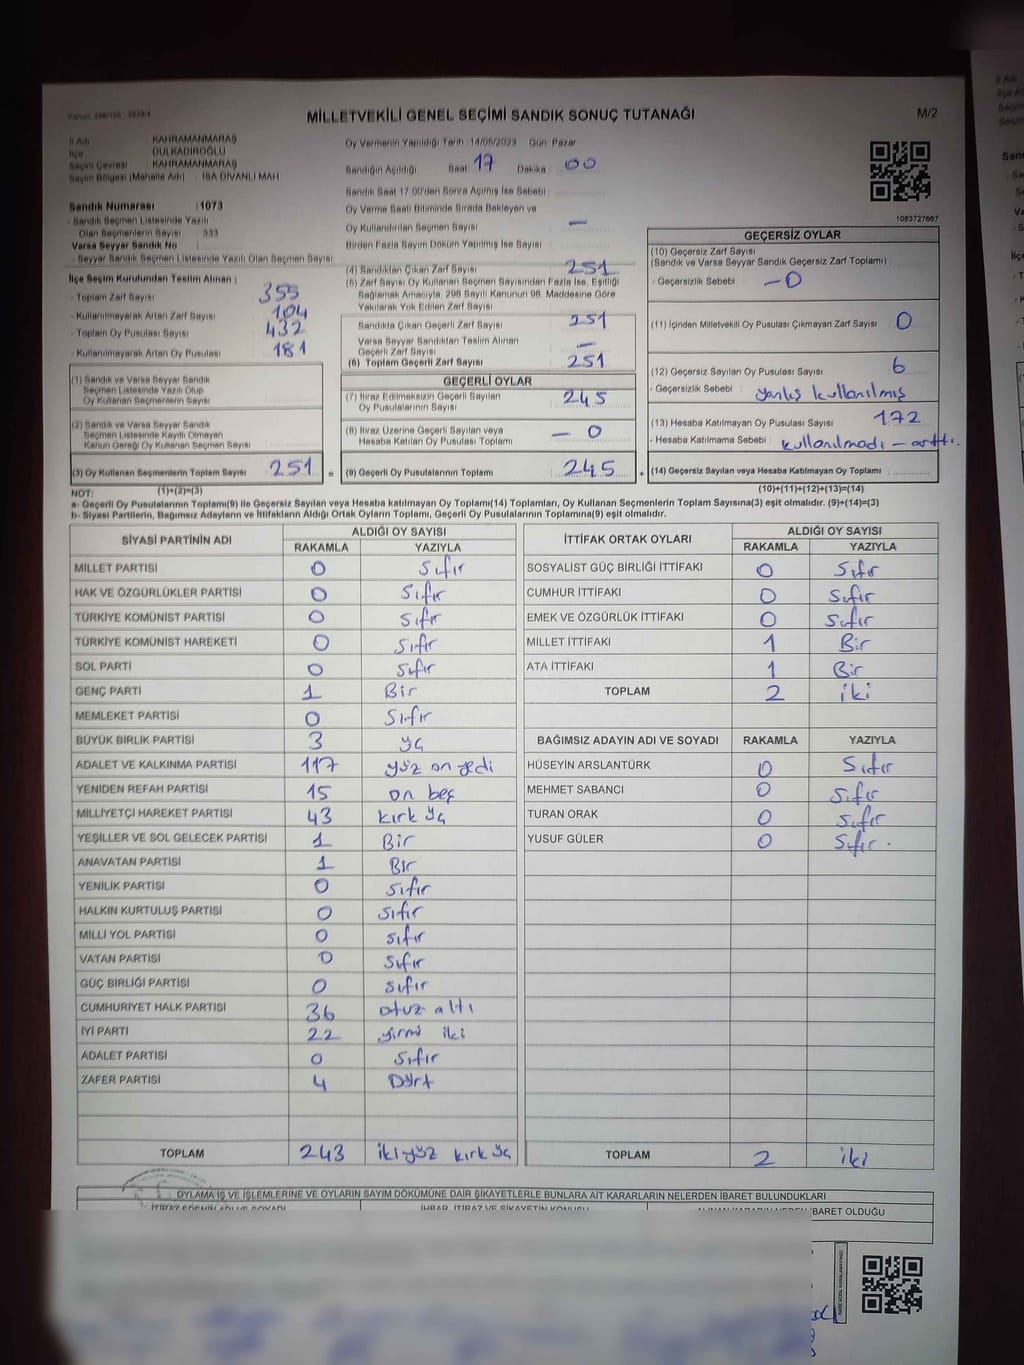 MİLLETVEKİLİ GENEL SEÇİMİ SANDIK SONUÇ TUTANAĞI
M/2
İl Adı KAHRAMANMARAŞ
İlçe DULKADİROĞLU
Seçim Çevresi : KAHRAMANMARAŞ
Seçim Bölgesi (Mahalle Adı) : İSA DİVANLI MAH
Sandık Numarası :1073
- Sandık Seçmen Listesinde Yazılı
Olan Seçmenlerin Sayısı : 333
Varsa Seyyar Sandık No :
- Seyyar Sandık Seçmen Listesinde Yazılı Olan Seçmen Sayısı :
Oy Vermenin Yapıldığı Tarih : 14/05/2023 Gün: Pazar
Sandığın Açıldığı Saat 17 Dakika : 00
Sandık Saat 17.00'den Sonra Açılmış İse Sebebi
Oy Verme Saati Bitiminde Sırada Bekleyen ve
Oy Kullandırılan Seçmen Sayısı : —
Birden Fazla Sayım Döküm Yapılmış İse Sayısı
1083727667
İlçe Seçim Kurulundan Teslim Alınan ;
- Toplam Zarf Sayısı 355
- Kullanılmayarak Artan Zarf Sayısı 104
- Toplam Oy Pusulası Sayısı 432
- Kullanılmayarak Artan Oy Pusulası 181
(1) Sandık ve Varsa Seyyar Sandık
Seçmen Listesinde Yazılı Olup
Oy Kullanan Seçmenlerin Sayısı
(2) Sandık ve Varsa Seyyar Sandık
Seçmen Listesinde Kayıtlı Olmayan
Kanun Gereği Oy Kullanan Seçmen Sayısı
(3) Oy Kullanan Seçmenlerin Toplam Sayısı 251
(4) Sandıktan Çıkan Zarf Sayısı 251
(5) Zarf Sayısı Oy Kullanan Seçmen Sayısından Fazla İse, Eşitliği
Sağlamak Amacıyla, 298 Sayılı Kanunun 98. Maddesine Göre
Yakılarak Yok Edilen Zarf Sayısı
Sandıkta Çıkan Geçerli Zarf Sayısı 251
Varsa Seyyar Sandıktan Teslim Alınan
Geçerli Zarf Sayısı —
(6) Toplam Geçerli Zarf Sayısı 251
GEÇERLİ OYLAR
(7) İtiraz Edilmeksizin Geçerli Sayılan
Oy Pusulalarının Sayısı 245
(8) İtiraz Üzerine Geçerli Sayılan veya
Hesaba Katılan Oy Pusulası Toplamı — 0
= (9) Geçerli Oy Pusulalarının Toplamı 245
GEÇERSİZ OYLAR
(10) Geçersiz Zarf Sayısı
(Sandık ve Varsa Seyyar Sandık Geçersiz Zarf Toplamı)
- Geçersizlik Sebebi : —0
(11) İçinden Milletvekili Oy Pusulası Çıkmayan Zarf Sayısı 0
(12) Geçersiz Sayılan Oy Pusulası Sayısı : 6
- Geçersizlik Sebebi : yanlış kullanılmış
(13) Hesaba Katılmayan Oy Pusulası Sayısı : 172
- Hesaba Katılmama Sebebi : kullanılmadı – arttı.
+ (14) Geçersiz Sayılan veya Hesaba Katılmayan Oy Toplamı :
NOT: (1)+(2)=(3) (10)+(11)+(12)+(13)=(14)
a- Geçerli Oy Pusulaların Toplamı(9) ile Geçersiz Sayılan veya Hesaba katılmayan Oy Toplamı(14) Toplamları, Oy Kullanan Seçmenlerin Toplam Sayısına(3) eşit olmalıdır. (9)+(14)=(3)
b- Siyasi Partilerin, Bağımsız Adayların ve İttifakların Aldığı Ortak Oyların Toplamı, Geçerli Oy Pusulalarının Toplamına(9) eşit olmalıdır.
SİYASİ PARTİNİN ADI ALDIĞI OY SAYISI
RAKAMLA YAZIYLA
MİLLET PARTİSİ 0 Sıfır
HAK VE ÖZGÜRLÜKLER PARTİSİ 0 Sıfır
TÜRKİYE KOMÜNİST PARTİSİ 0 Sıfır
TÜRKİYE KOMÜNİST HAREKETİ 0 Sıfır
SOL PARTİ 0 Sıfır
GENÇ PARTİ 1 Bir
MEMLEKET PARTİSİ 0 Sıfır
BÜYÜK BİRLİK PARTİSİ 3 üç
ADALET VE KALKINMA PARTİSİ 117 yüz on yedi
YENİDEN REFAH PARTİSİ 15 on beş
MİLLİYETÇİ HAREKET PARTİSİ 43 kırk üç
YEŞİLLER VE SOL GELECEK PARTİSİ 1 Bir
ANAVATAN PARTİSİ 1 Bir
YENİLİK PARTİSİ 0 Sıfır
HALKIN KURTULUŞ PARTİSİ 0 Sıfır
MİLLİ YOL PARTİSİ 0 Sıfır
VATAN PARTİSİ 0 Sıfır
GÜÇ BİRLİĞİ PARTİSİ 0 Sıfır
CUMHURİYET HALK PARTİSİ 36 otuz altı
İYİ PARTİ 22 yirmi iki
ADALET PARTİSİ 0 Sıfır
ZAFER PARTİSİ 4 Dört
TOPLAM 243 ikiyüz kırk üç
İTTİFAK ORTAK OYLARI ALDIĞI OY SAYISI
RAKAMLA YAZIYLA
SOSYALİST GÜÇ BİRLİĞİ İTTİFAKI 0 Sıfır
CUMHUR İTTİFAKI 0 Sıfır
EMEK VE ÖZGÜRLÜK İTTİFAKI 0 Sıfır
MİLLET İTTİFAKI 1 Bir
ATA İTTİFAKI 1 Bir
TOPLAM 2 iki
BAĞIMSIZ ADAYIN ADI VE SOYADI RAKAMLA YAZIYLA
HÜSEYİN ARSLANTÜRK 0 Sıfır
MEHMET SABANCI 0 Sıfır
TURAN ORAK 0 Sıfır
YUSUF GÜLER 0 Sıfır.
TOPLAM 2 iki
OYLAMA İŞ VE İŞLEMLERİNE VE OYLARIN SAYIM DÖKÜMÜNE DAİR ŞİKAYETLERLE BUNLARA AİT KARARLARIN NELERDEN İBARET BULUNDUKLARI
İBARET OLDUĞU